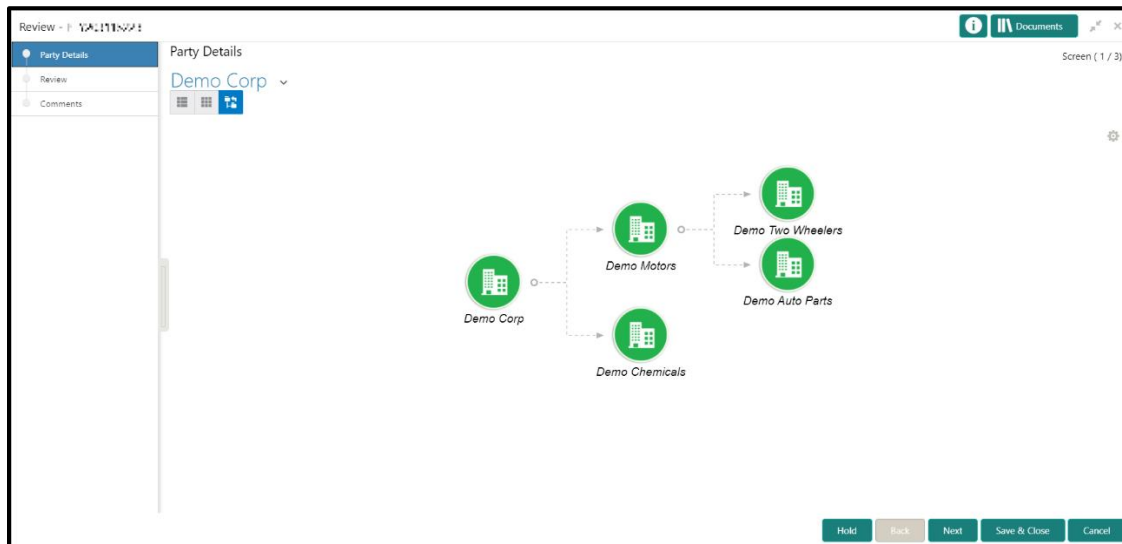 Review -
Documents
Party Details
Review
Comments
Party Details
Screen ( 1 / 3)
Demo Corp
Demo Two Wheelers
Demo Motors
Demo Auto Parts
Demo Corp
Demo Chemicals
Hold
Back
Next
Save & Close
Cancel